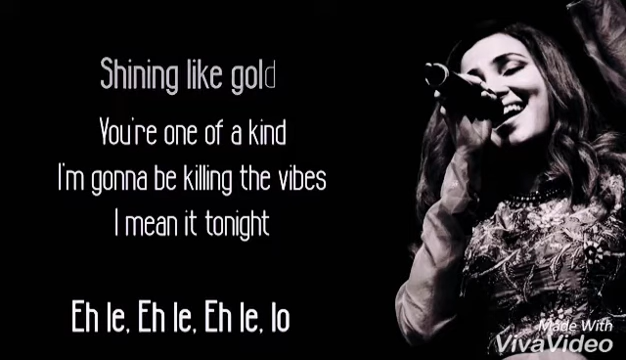 Shining like gold
You're one of a kind
I'm gonna be killing the vibes
I mean it tonight
Eh le, Eh le, Eh le, lo
Made With
VivaVideo